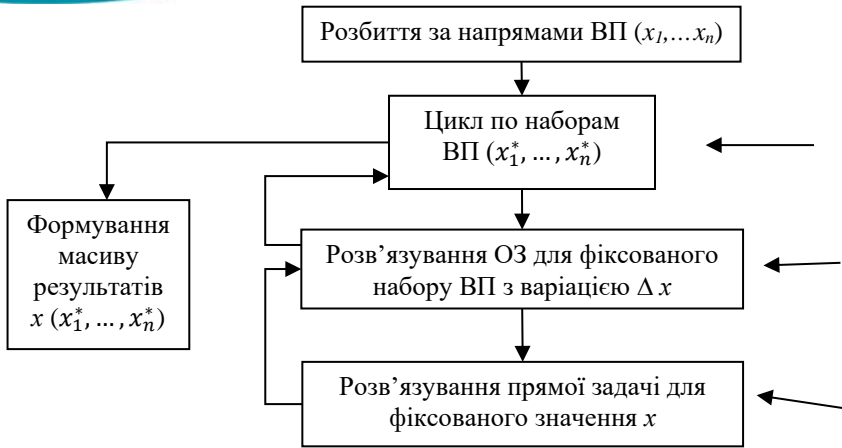 Розбиття за напрямами ВП (x₁,…xₙ)
Цикл по наборам
ВП (x₁*, … , xₙ*)
Формування
масиву
результатів
x (x₁*, … , xₙ*)
Розв’язування ОЗ для фіксованого
набору ВП з варіацією Δ x
Розв’язування прямої задачі для
фіксованого значення x